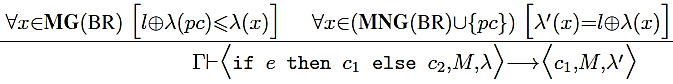 ∀x∈MG(BR) [l⊕λ(pc)⩽λ(x)] ∀x∈(MNG(BR)∪{pc}) [λ′(x)=l⊕λ(x)]
Γ⊢⟨if e then c₁ else c₂,M,λ⟩⟶⟨c₁,M,λ′⟩